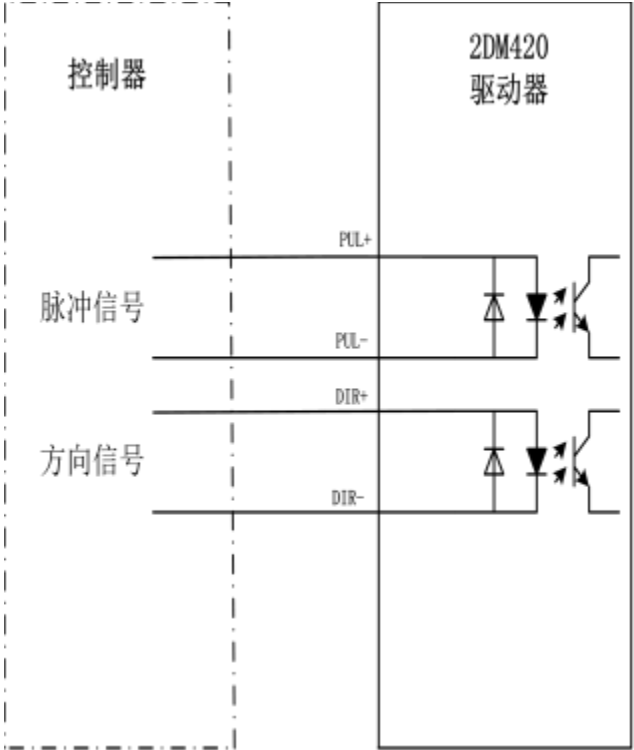 控制器
2DM420
驱动器
PUL+
脉冲信号
PUL-
DIR+
方向信号
DIR-